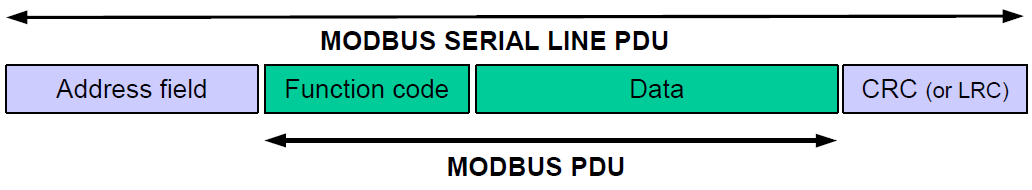 MODBUS SERIAL LINE PDU
Address field Function code Data CRC (or LRC)
MODBUS PDU